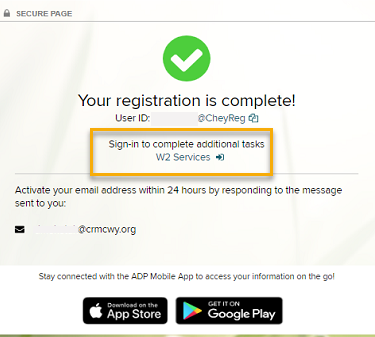 SECURE PAGE
Your registration is complete!
User ID: @CheyReg
Sign-in to complete additional tasks
W2 Services
Activate your email address within 24 hours by responding to the message
sent to you:
@crmcwy.org
Stay connected with the ADP Mobile App to access your information on the go!
Download on the
App Store
GET IT ON
Google Play